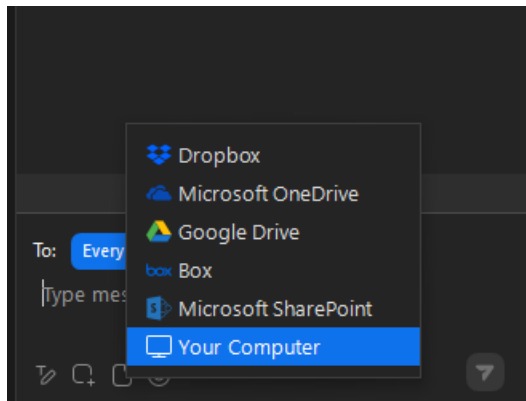 Dropbox
Microsoft OneDrive
Google Drive
box Box
Microsoft SharePoint
Your Computer
To: Every
Type mes